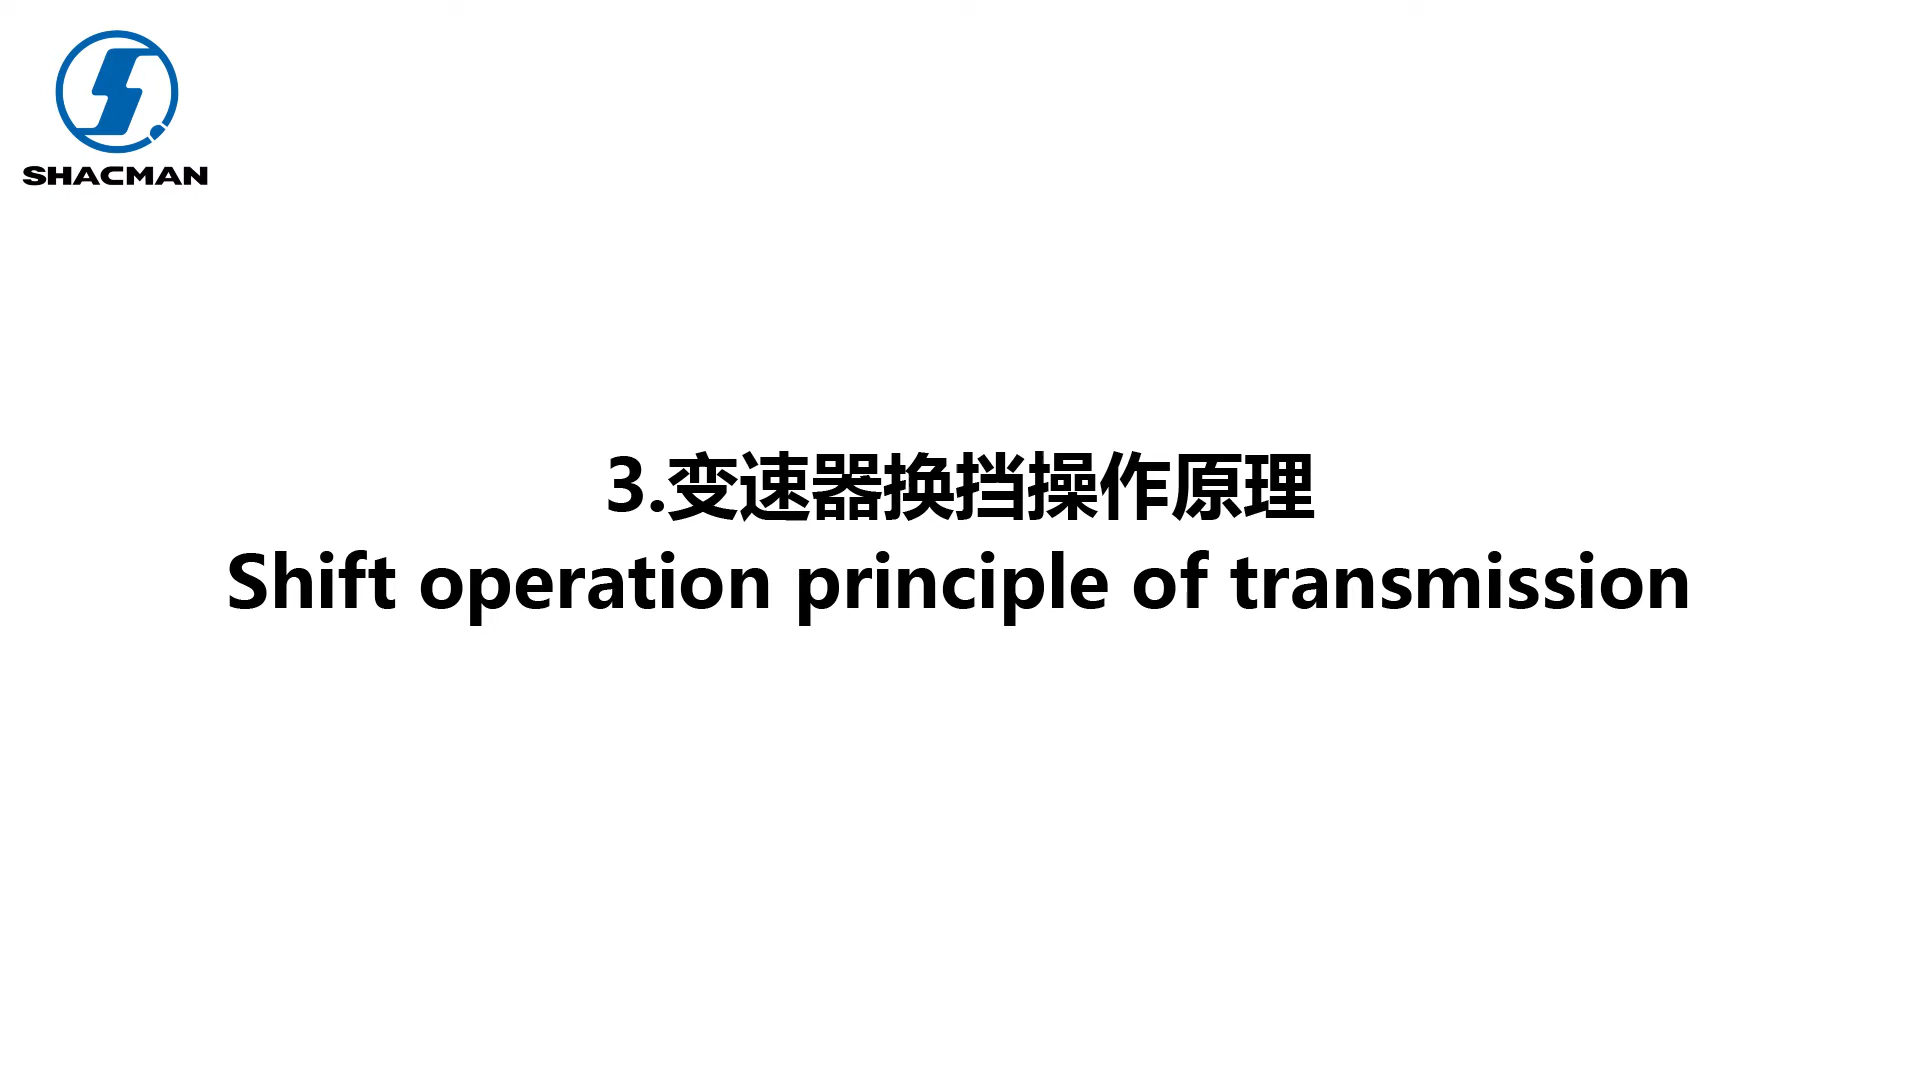 SHACMAN
3.变速器换挡操作原理
Shift operation principle of transmission